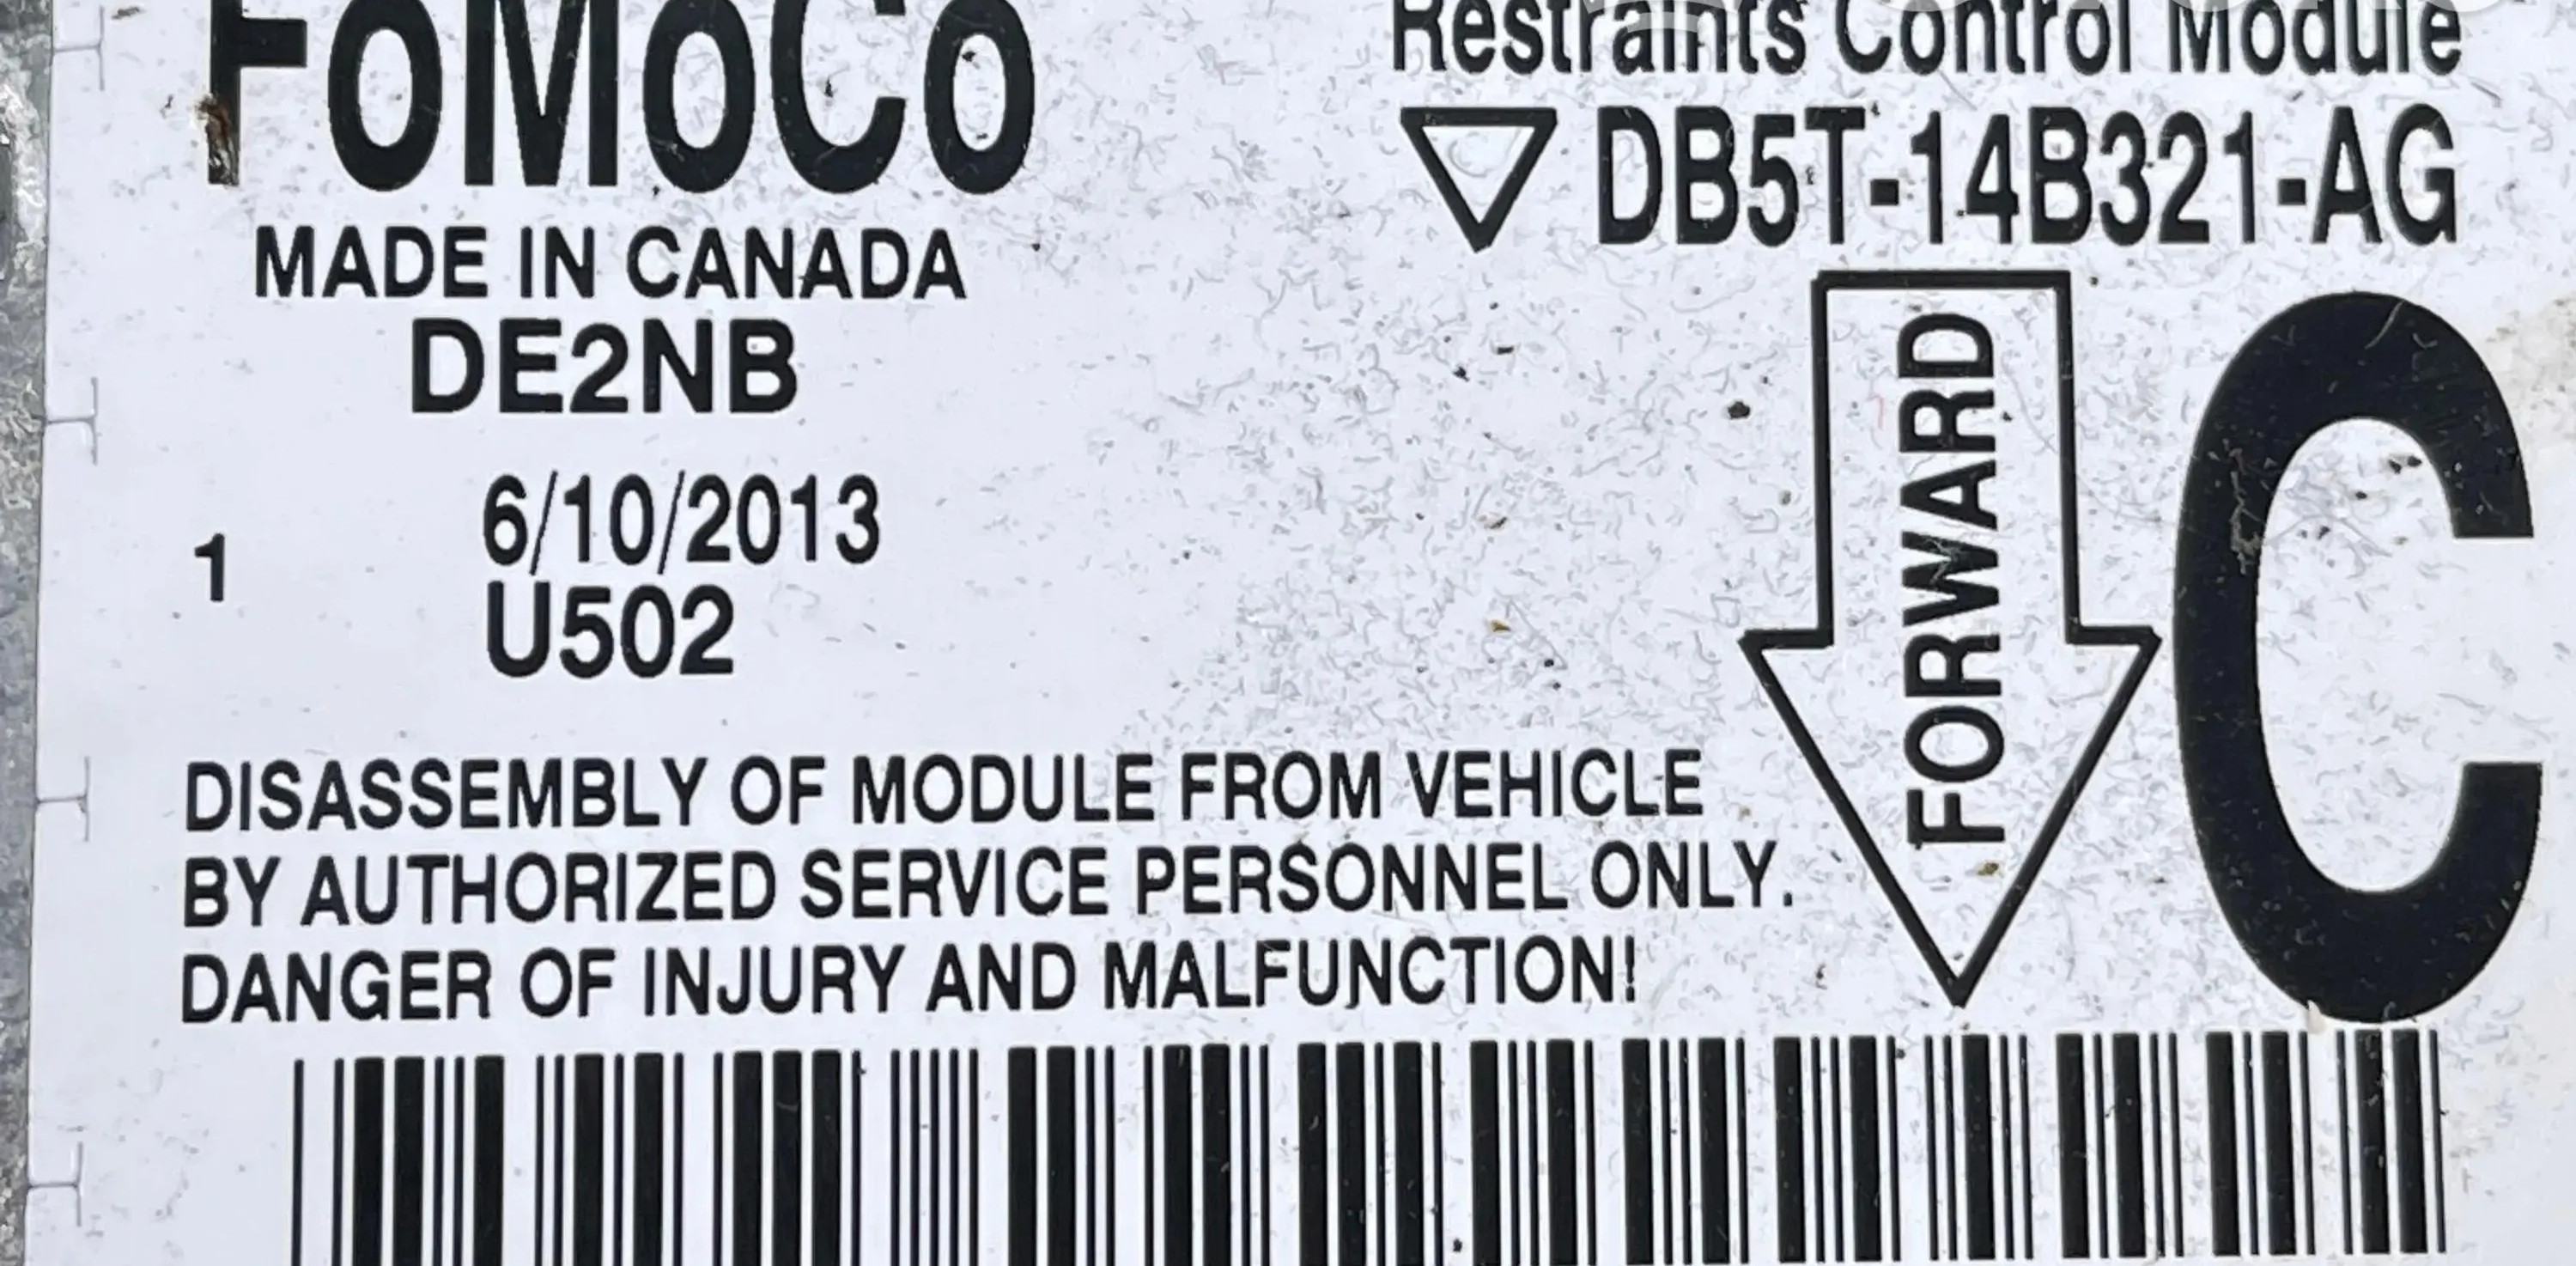 FoMoCo
MADE IN CANADA
DE2NB
6/10/2013
1
U502
Restraints Control Module
DB5T-14B321-AG
FORWARD
C
DISASSEMBLY OF MODULE FROM VEHICLE
BY AUTHORIZED SERVICE PERSONNEL ONLY.
DANGER OF INJURY AND MALFUNCTION!